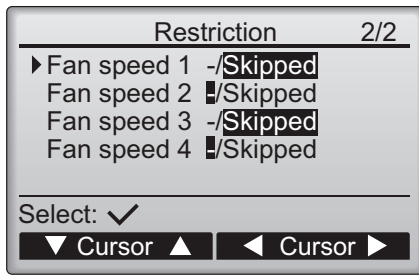 Restriction 2/2
▶Fan speed 1 -/Skipped
Fan speed 2 -/Skipped
Fan speed 3 -/Skipped
Fan speed 4 -/Skipped
Select: ✓
▼ Cursor ▲ ◀ Cursor ▶